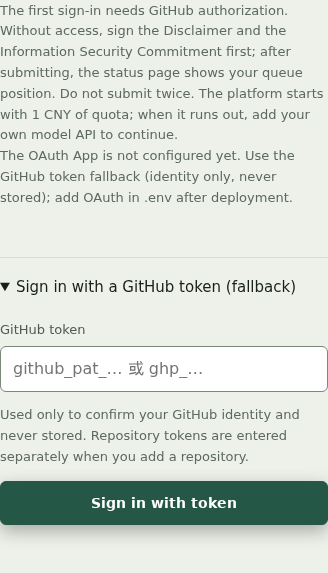 The first sign-in needs GitHub authorization.
Without access, sign the Disclaimer and the
Information Security Commitment first; after
submitting, the status page shows your queue
position. Do not submit twice. The platform starts
with 1 CNY of quota; when it runs out, add your
own model API to continue.
The OAuth App is not configured yet. Use the
GitHub token fallback (identity only, never
stored); add OAuth in .env after deployment.
▼ Sign in with a GitHub token (fallback)
GitHub token
github_pat_… 或 ghp_…
Used only to confirm your GitHub identity and
never stored. Repository tokens are entered
separately when you add a repository.
Sign in with token